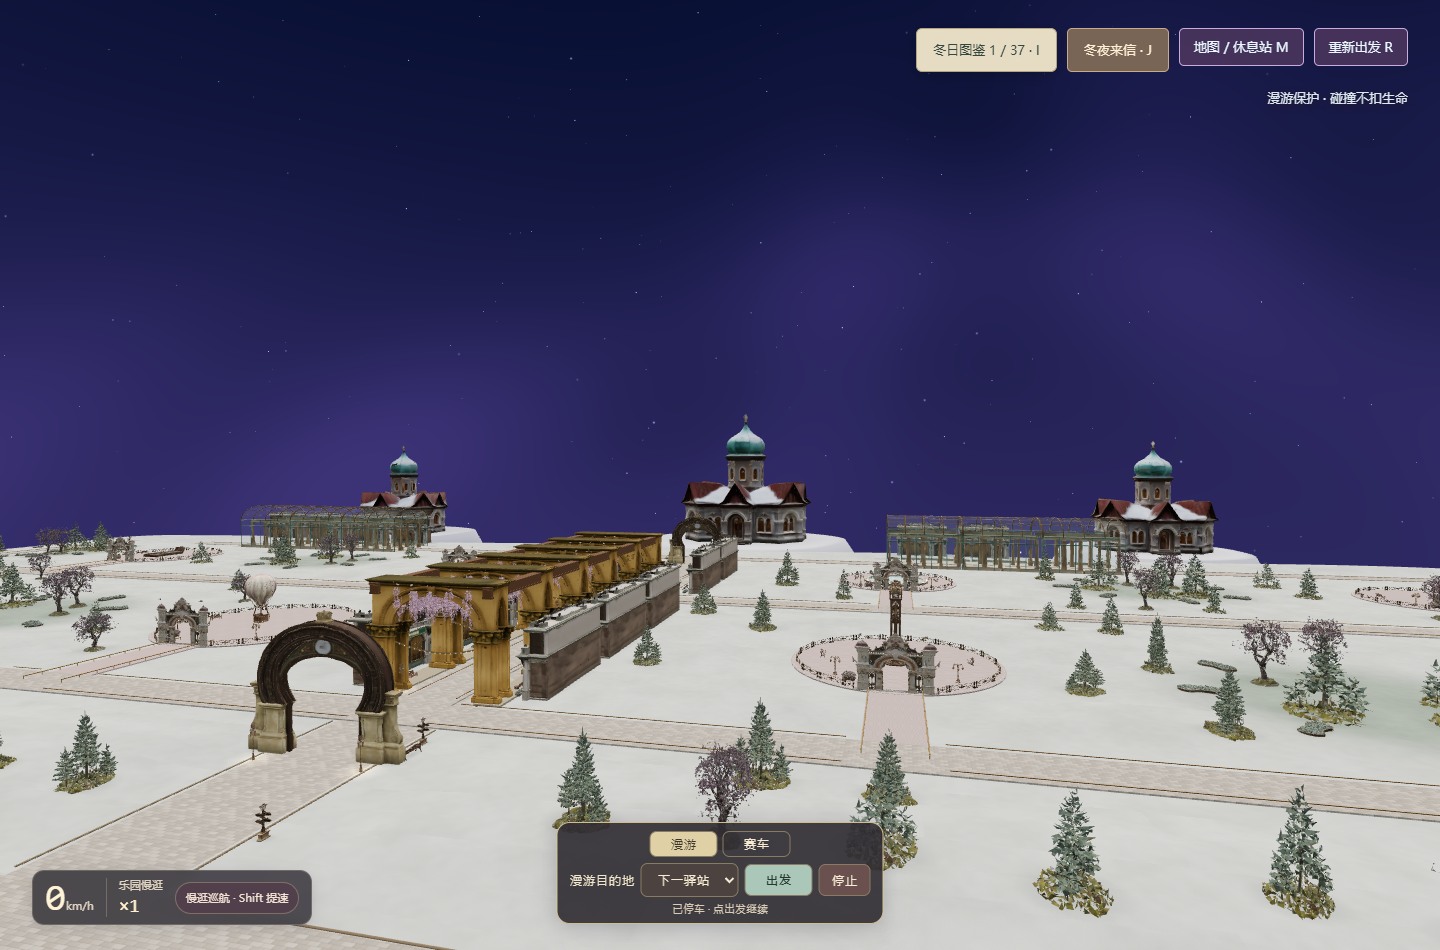 冬日图鉴 1 / 37 · I
冬夜来信 · J
地图 / 休息站 M
重新出发 R
漫游保护 · 碰撞不扣生命
0 km/h
乐园慢逛
×1
慢逛巡航 · Shift 提速
漫游
赛车
漫游目的地
下一驿站
出发
停止
已停车 · 点出发继续